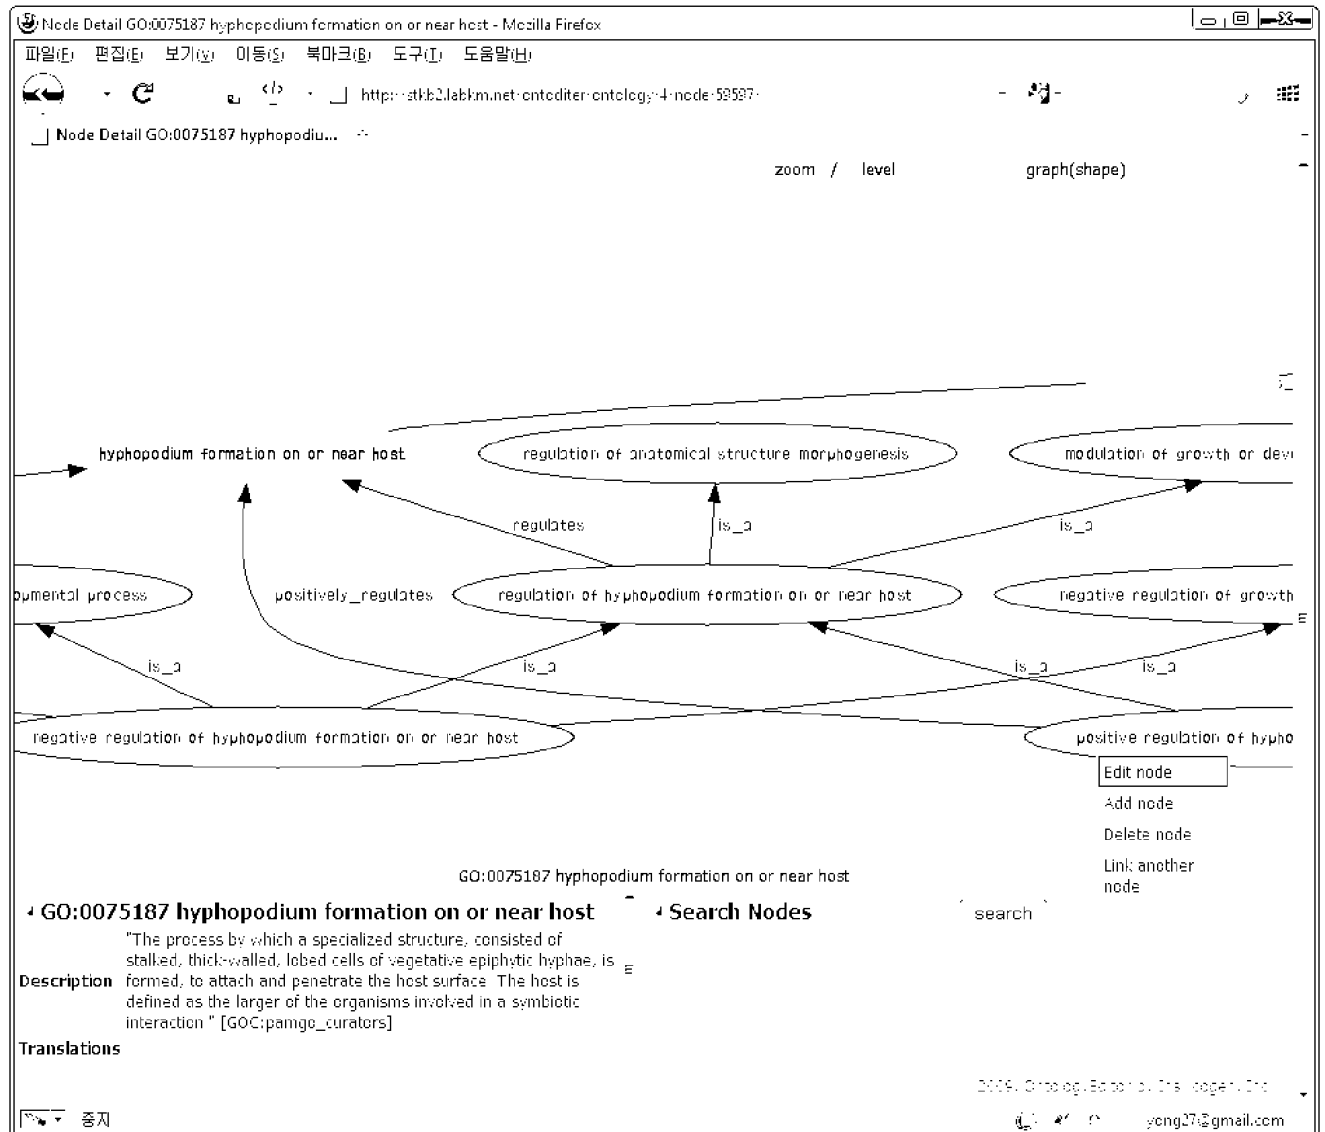 Node Detail GO:0075187 hyphopodium formation on or near host - Mozilla Firefox
파일(F) 편집(E) 보기(V) 이동(S) 북마크(B) 도구(T) 도움말(H)
Node Detail GO:0075187 hyphopodiu...
zoom / level graph(shape)
hyphopodium formation on or near host regulation of anatomical structure morphogenesis modulation of growth or dev
regulates is_a is_a
opmental process positively_regulates regulation of hyphopodium formation on or near host negative regulation of growth
is_a is_a is_a is_a
negative regulation of hyphopodium formation on or near host positive regulation of hypho
Edit node
Add node
Delete node
Link another
node
GO:0075187 hyphopodium formation on or near host
GO:0075187 hyphopodium formation on or near host Search Nodes search
"The process by which a specialized structure, consisted of
stalked, thick-walled, lobed cells of vegetative epiphytic hyphae, is
Description formed, to attach and penetrate the host surface. The host is
defined as the larger of the organisms involved in a symbiotic
interaction." [GOC:pamgo_curators]
Translations
중지 yong27@gmail.com